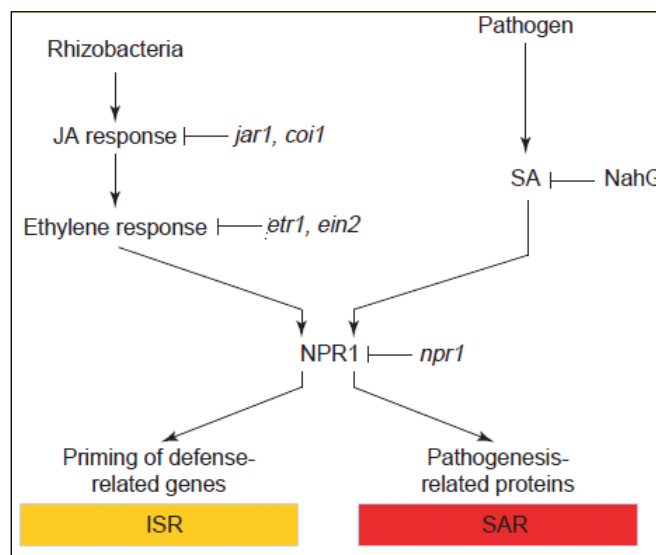 Pathogen
Rhizobacteria
JA response
jar1, coi1
SA
NahG
Ethylene response
etr1, ein2
NPR1
npr1
Priming of defense-
related genes
Pathogenesis-
related proteins
ISR
SAR